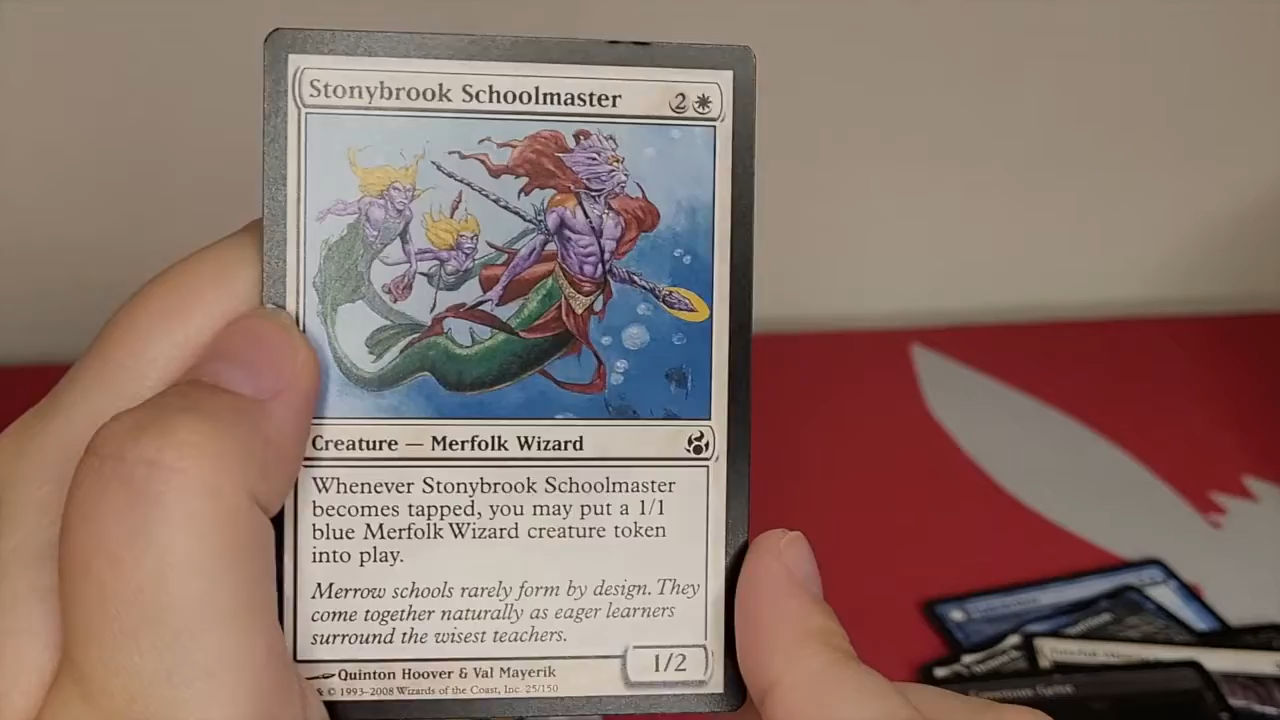 Stonybrook Schoolmaster 2
Creature — Merfolk Wizard
Whenever Stonybrook Schoolmaster
becomes tapped, you may put a 1/1
blue Merfolk Wizard creature token
into play.
Merrow schools rarely form by design. They
come together naturally as eager learners
surround the wisest teachers.
1/2
Quinton Hoover & Val Mayerik
© 1993–2008 Wizards of the Coast, Inc. 25/150